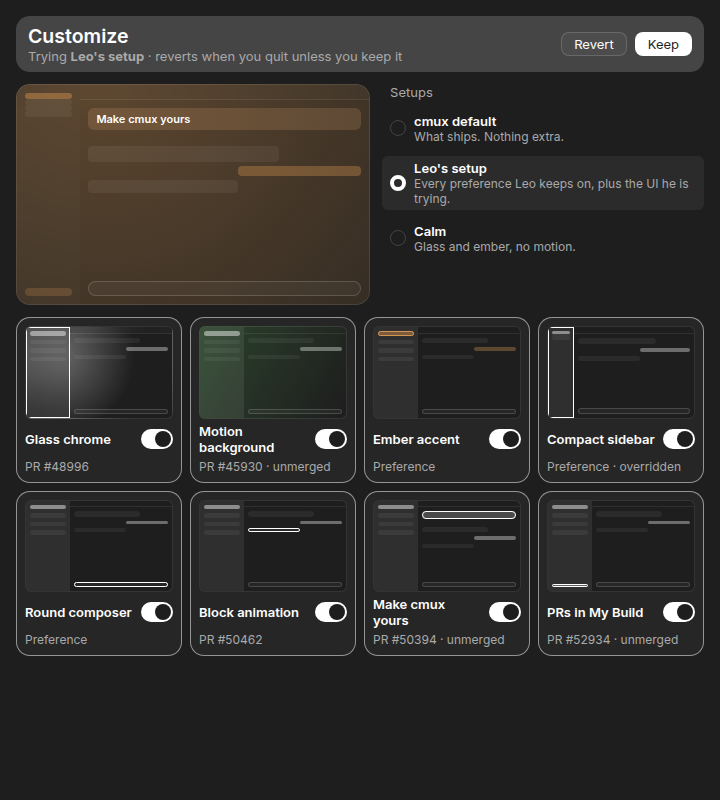 Customize
Trying Leo's setup · reverts when you quit unless you keep it
Revert
Keep
Make cmux yours
Setups
cmux default
What ships. Nothing extra.
Leo's setup
Every preference Leo keeps on, plus the UI he is
trying.
Calm
Glass and ember, no motion.
Glass chrome
PR #48996
Motion
background
PR #45930 · unmerged
Ember accent
Preference
Compact sidebar
Preference · overridden
Round composer
Preference
Block animation
PR #50462
Make cmux
yours
PR #50394 · unmerged
PRs in My Build
PR #52934 · unmerged